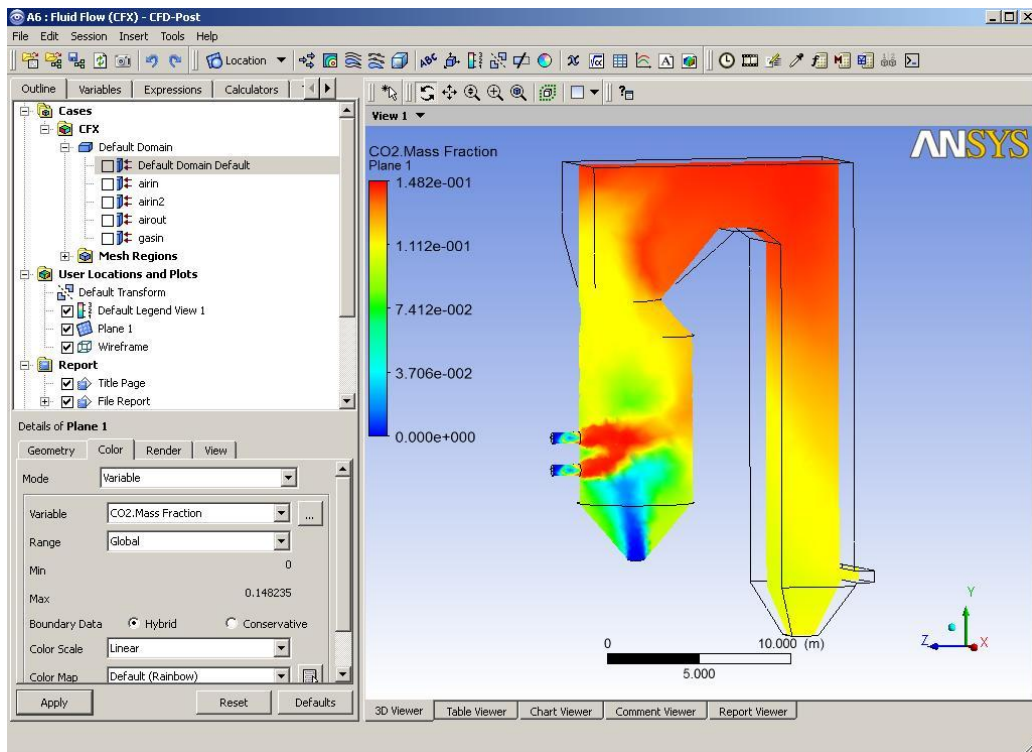 A6 : Fluid Flow (CFX) - CFD-Post
File Edit Session Insert Tools Help
Location
Outline Variables Expressions Calculators
Cases
CFX
Default Domain
Default Domain Default
airin
airin2
airout
gasin
Mesh Regions
User Locations and Plots
Default Transform
Default Legend View 1
Plane 1
Wireframe
Report
Title Page
File Report
Details of Plane 1
Geometry Color Render View
Mode Variable
Variable CO2.Mass Fraction ...
Range Global
Min 0
Max 0.148235
Boundary Data Hybrid Conservative
Color Scale Linear
Color Map Default (Rainbow)
Apply Reset Defaults
View 1
CO2.Mass Fraction
Plane 1
1.482e-001
1.112e-001
7.412e-002
3.706e-002
0.000e+000
ANSYS
0 10.000 (m)
5.000
Y
Z X
3D Viewer Table Viewer Chart Viewer Comment Viewer Report Viewer